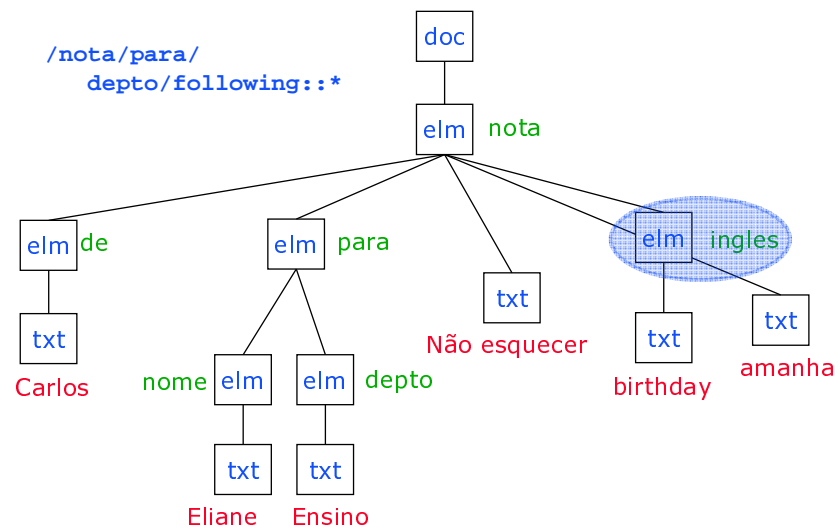 /nota/para/
depto/following::*
doc
elm nota
elm de
elm para
elm ingles
txt
Não esquecer
txt
Carlos
txt
birthday
txt
amanha
nome elm
elm depto
txt
Eliane
txt
Ensino